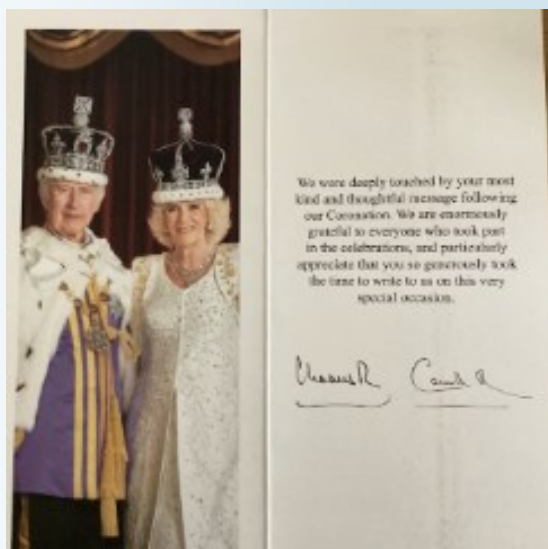 We were deeply touched by your most
kind and thoughtful message following
our Coronation. We are enormously
grateful to everyone who took part
in the celebrations, and particularly
appreciate that you so generously took
the time to write to us on this very
special occasion.
Charles R
Camilla R